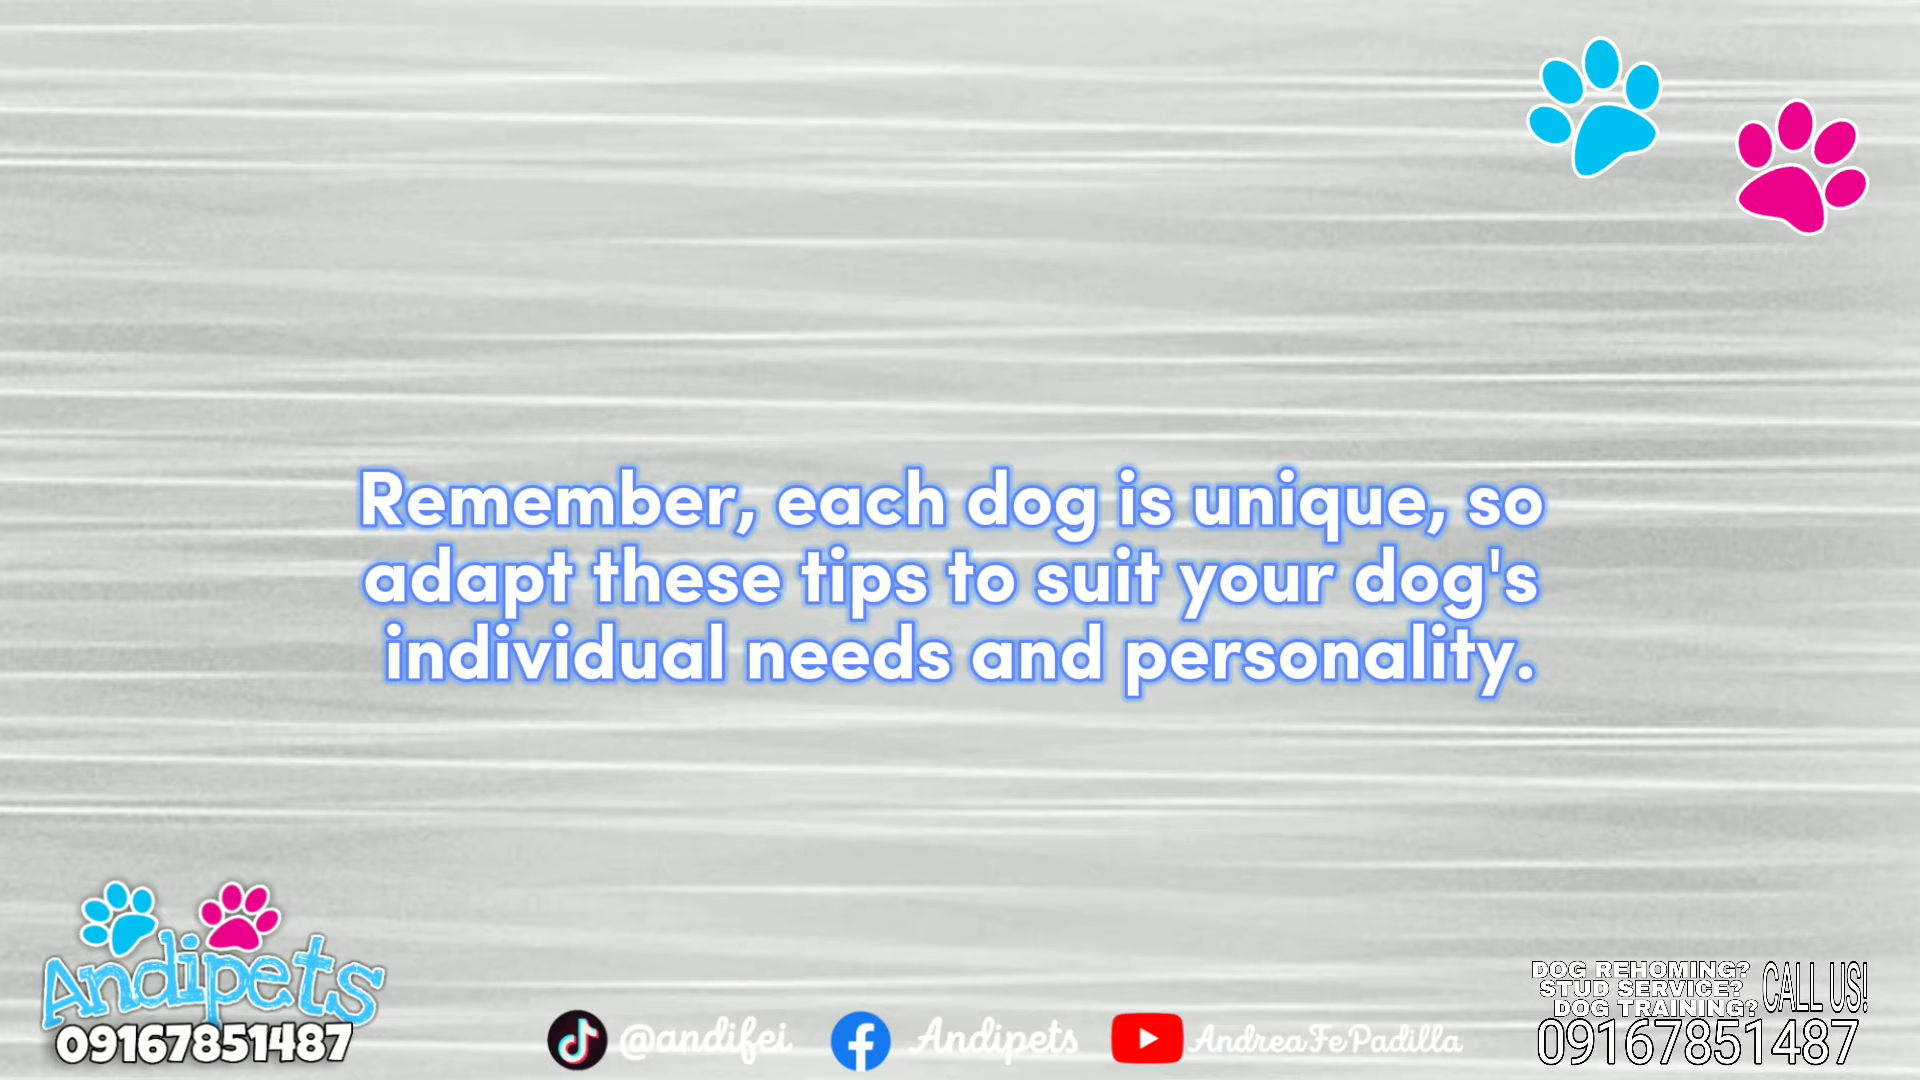 Remember, each dog is unique, so
adapt these tips to suit your dog's
individual needs and personality.
Andipets
09167851487
@andifei
Andipets
AndreaFePadilla
DOG REHOMING?
STUD SERVICE?
DOG TRAINING?
CALL US!
09167851487